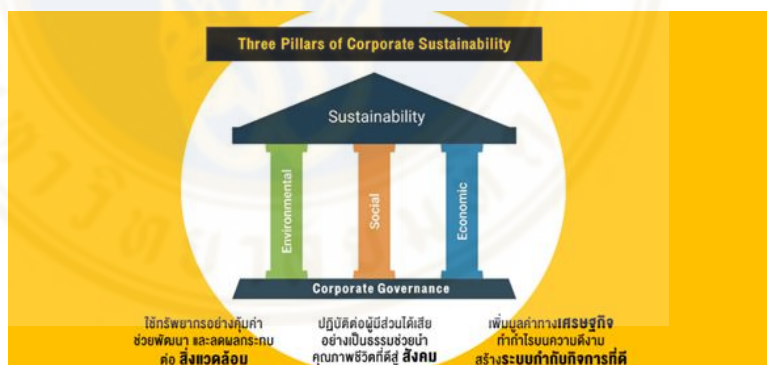 Three Pillars of Corporate Sustainability
Sustainability
Environmental
Social
Economic
Corporate Governance
ใช้ทรัพยากรอย่างคุ้มค่า
ช่วยพัฒนา และลดผลกระทบ
ต่อ สิ่งแวดล้อม
ปฏิบัติต่อผู้มีส่วนได้เสีย
อย่างเป็นธรรมช่วยนำ
คุณภาพชีวิตที่ดีสู่ สังคม
เพิ่มมูลค่าทางเศรษฐกิจ
ทำกำไรบนความดีงาม
สร้างระบบกำกับกิจการที่ดี